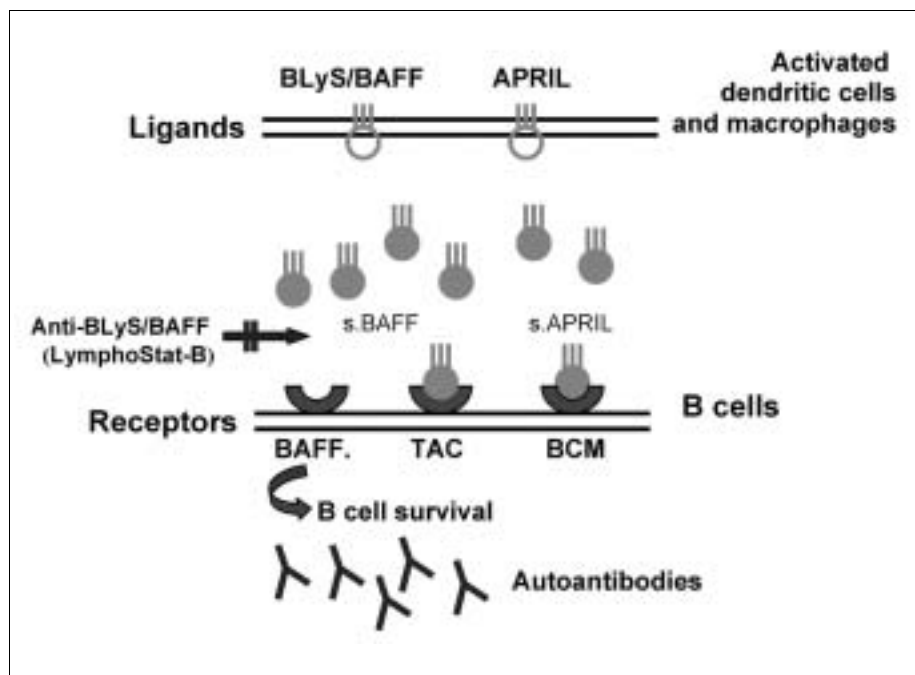 BLyS/BAFF
APRIL
Activated
dendritic cells
and macrophages
Ligands
Anti-BLyS/BAFF
(LymphoStat-B)
s.BAFF
s.APRIL
Receptors
B cells
BAFF.
TAC
BCM
B cell survival
Autoantibodies